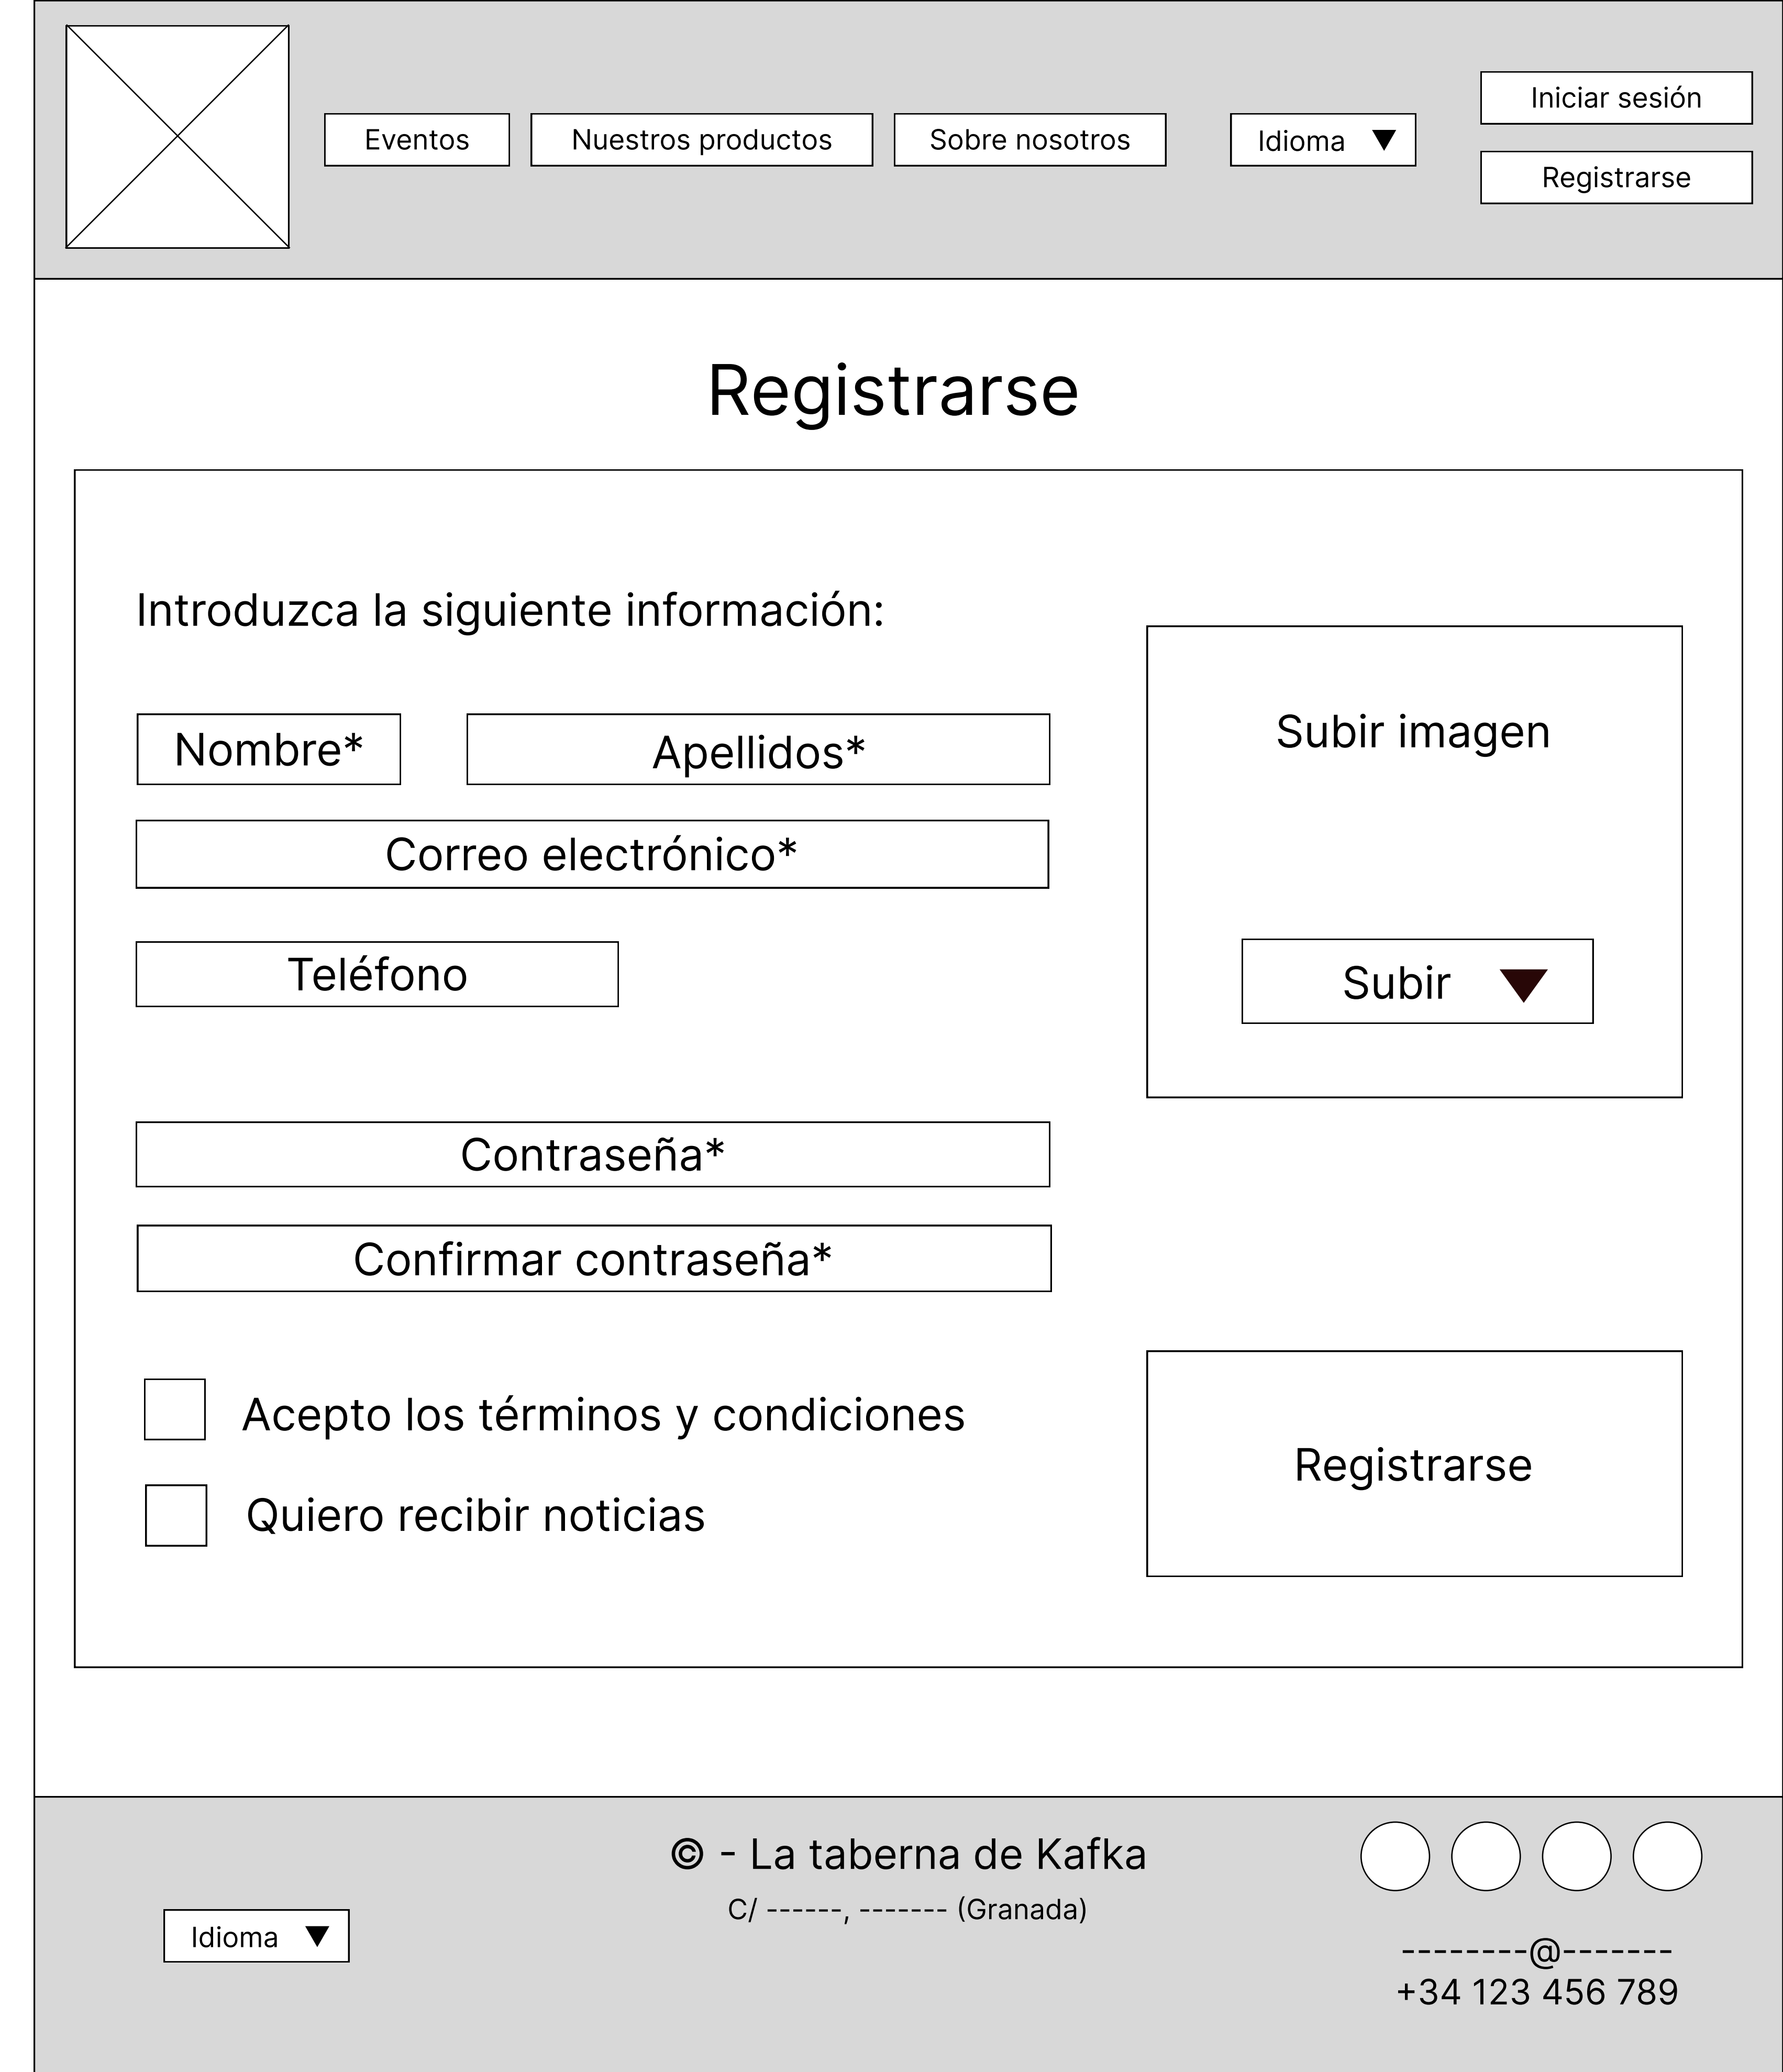 Eventos
Nuestros productos
Sobre nosotros
Idioma
Iniciar sesión
Registrarse
Registrarse
Introduzca la siguiente información:
Nombre*
Apellidos*
Correo electrónico*
Teléfono
Contraseña*
Confirmar contraseña*
Acepto los términos y condiciones
Quiero recibir noticias
Subir imagen
Subir
Registrarse
Idioma
© - La taberna de Kafka
C/ ------, ------- (Granada)
---------@--------
+34 123 456 789